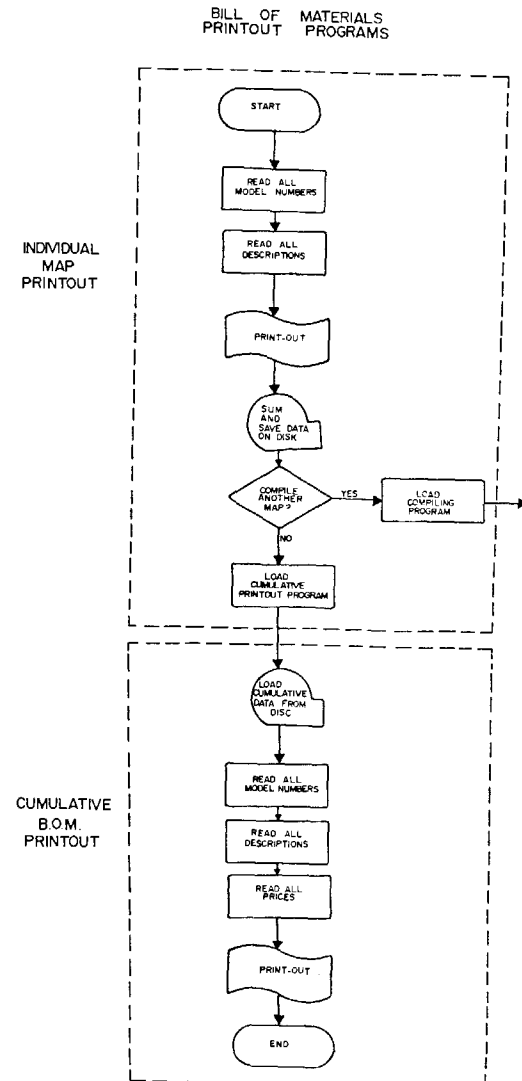 BILL OF MATERIALS
PRINTOUT PROGRAMS
START
READ ALL
MODEL NUMBERS
READ ALL
DESCRIPTIONS
INDIVIDUAL
MAP
PRINTOUT
PRINT-OUT
SUM
AND
SAVE DATA
ON DISK
COMPILE
ANOTHER
MAP?
YES
LOAD
COMPILING
PROGRAM
NO
LOAD
CUMULATIVE
PRINTOUT PROGRAM
LOAD
CUMULATIVE
DATA FROM
DISC
READ ALL
MODEL NUMBERS
CUMULATIVE
B.O.M.
PRINTOUT
READ ALL
DESCRIPTIONS
READ ALL
PRICES
PRINT-OUT
END